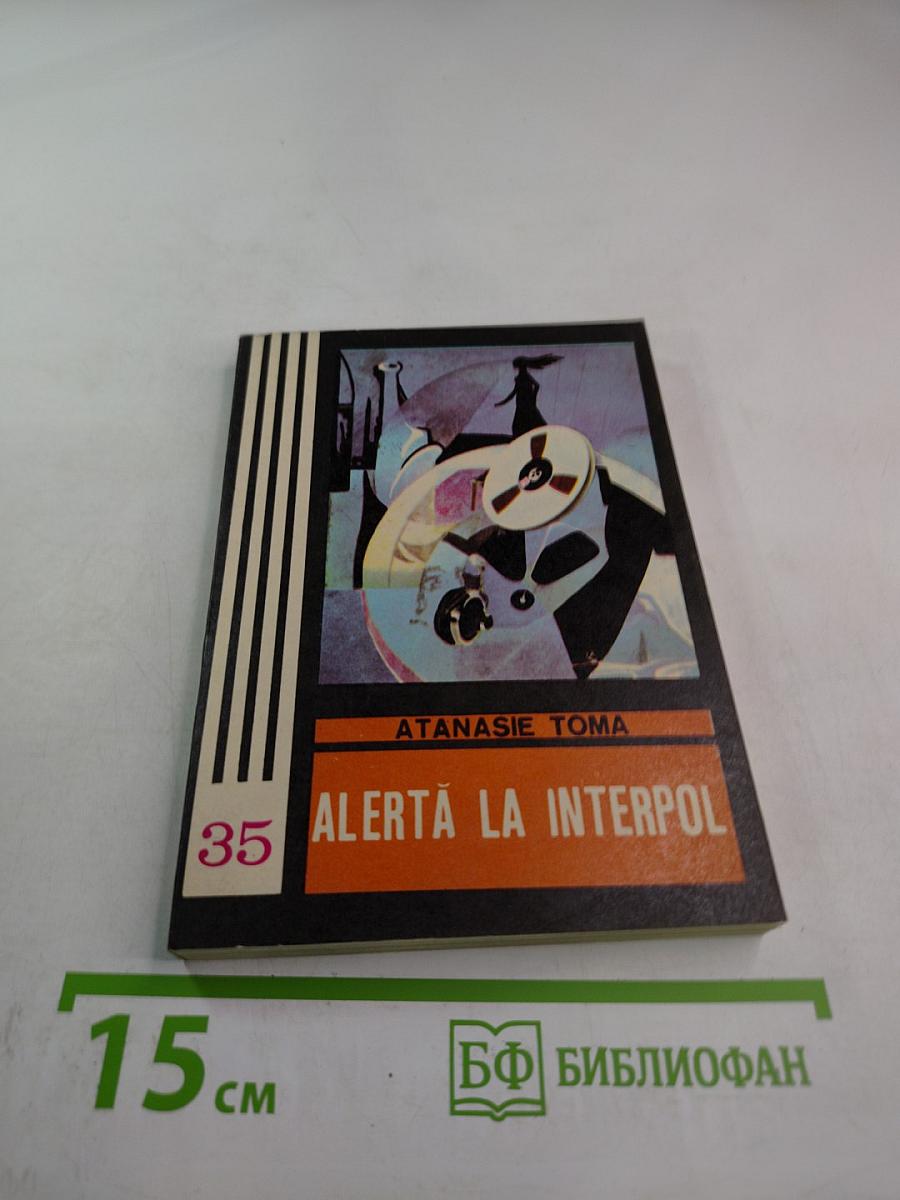 ATANASIE TOMA
ALERTĂ LA INTERPOL
35
15 см
БФ БИБЛИОФАН